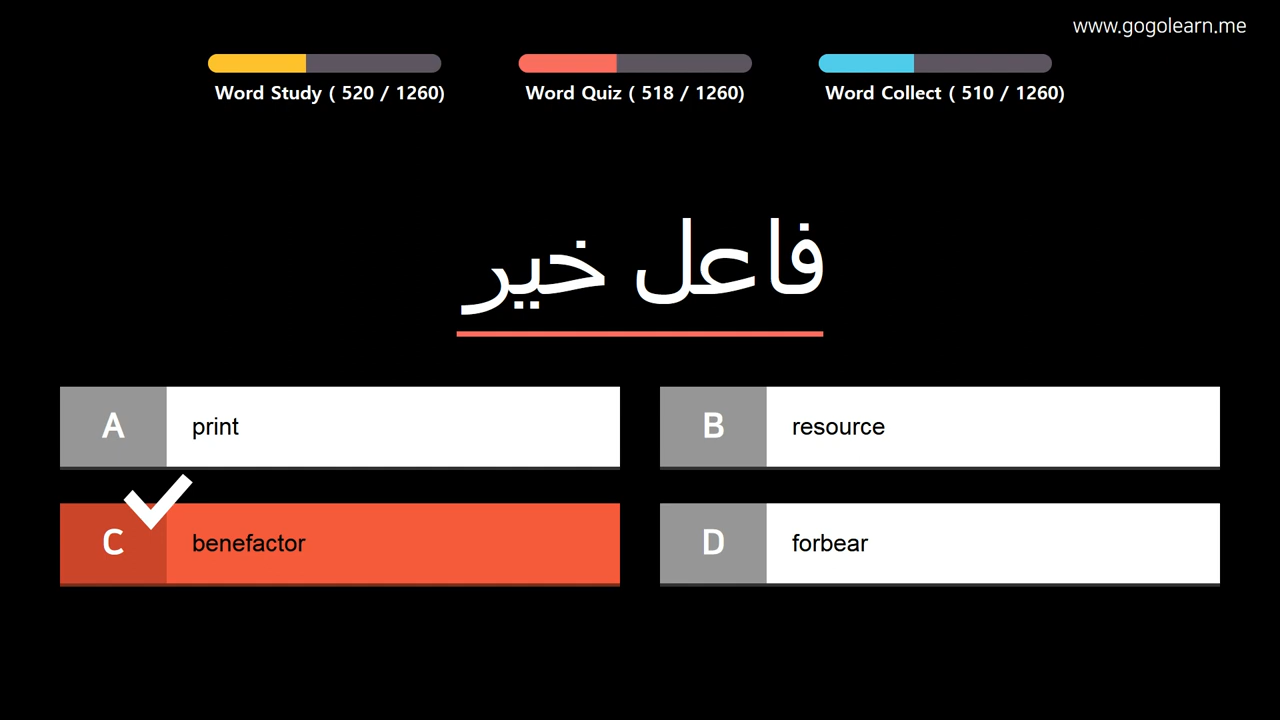 www.gogolearn.me
Word Study ( 520 / 1260)
Word Quiz ( 518 / 1260)
Word Collect ( 510 / 1260)
فاعل خير
A print
B resource
C benefactor
D forbear